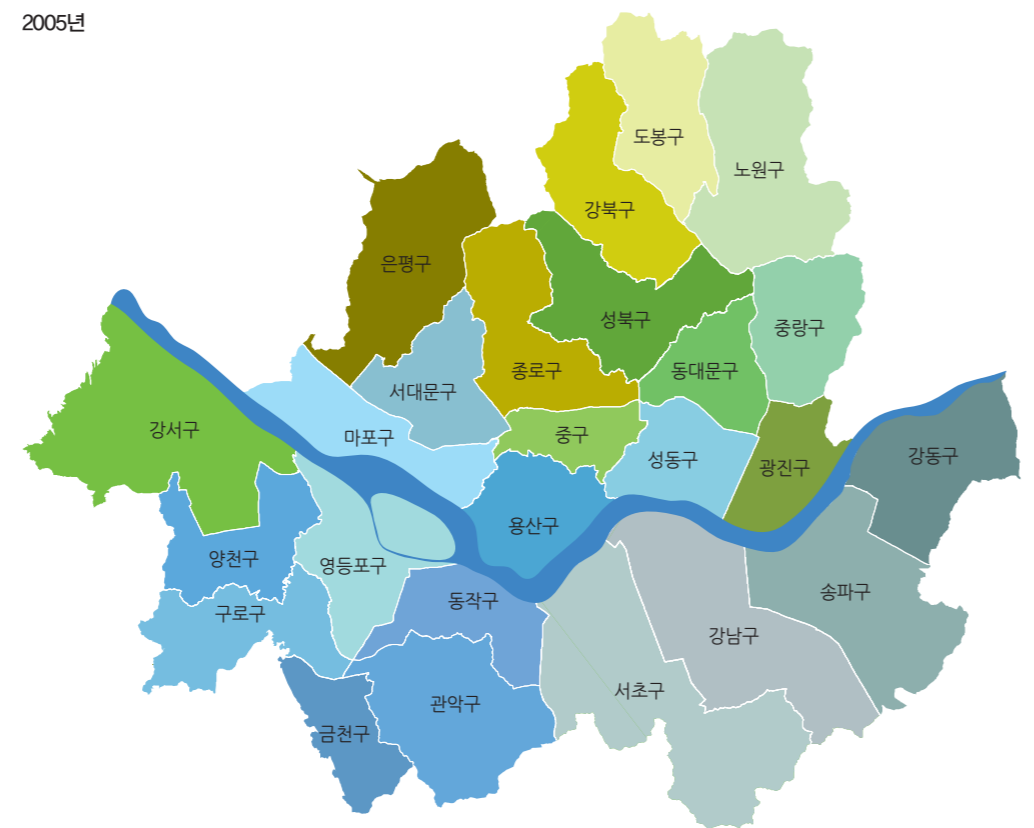 2005년
도봉구
노원구
강북구
은평구
성북구
중랑구
종로구
동대문구
서대문구
강서구
마포구
중구
성동구
광진구
강동구
용산구
양천구
영등포구
동작구
송파구
구로구
강남구
서초구
관악구
금천구